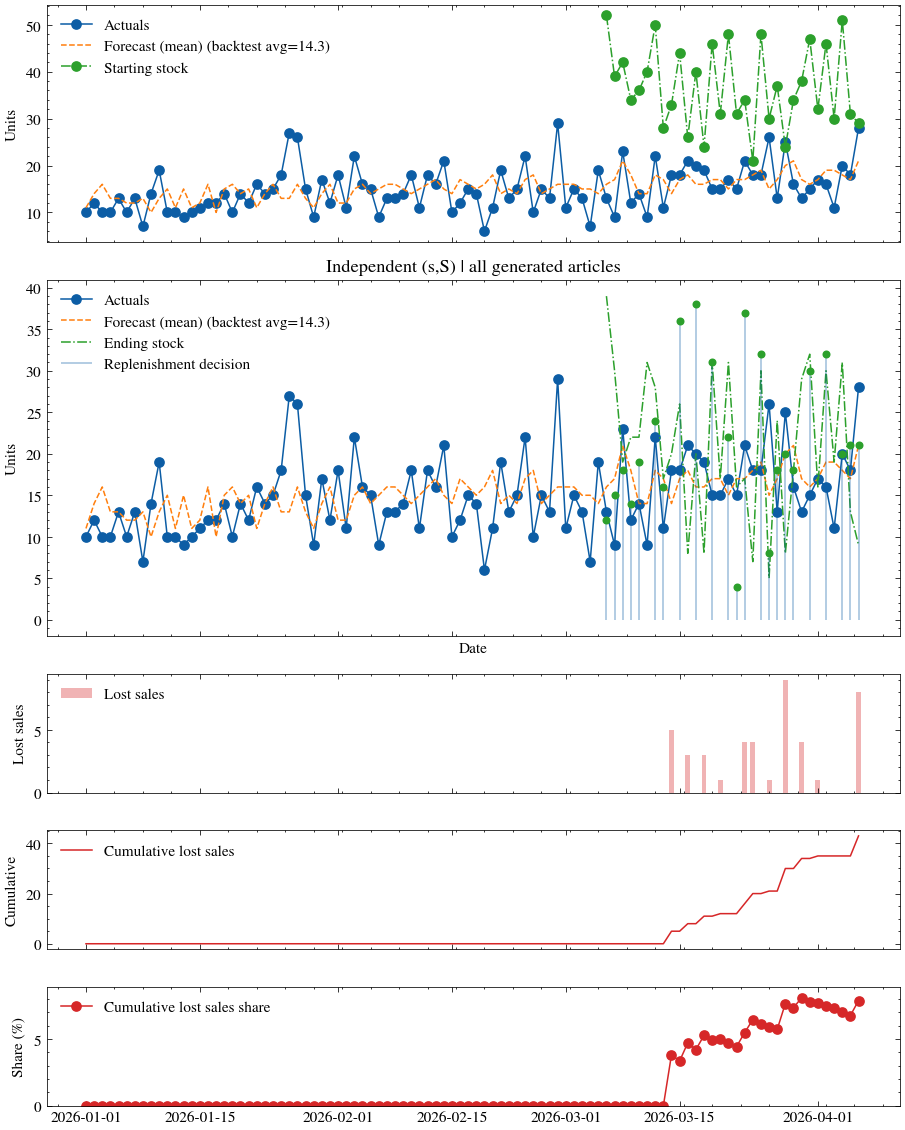 Actuals
Forecast (mean) (backtest avg=14.3)
Starting stock
50
40
30
20
10
Units
Independent (s,S) | all generated articles
Actuals
Forecast (mean) (backtest avg=14.3)
Ending stock
Replenishment decision
40
35
30
25
20
15
10
5
0
Units
Date
Lost sales
5
0
Lost sales
Cumulative lost sales
40
20
0
Cumulative
Cumulative lost sales share
5
0
Share (%)
2026-01-01 2026-01-15 2026-02-01 2026-02-15 2026-03-01 2026-03-15 2026-04-01